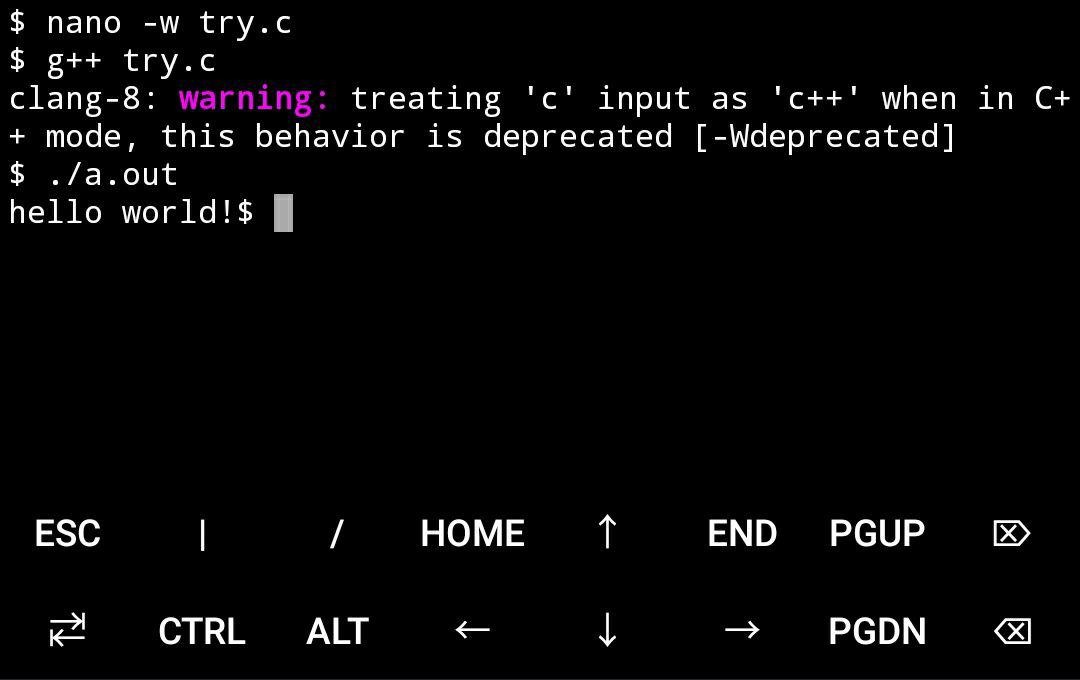 $ nano -w try.c
$ g++ try.c
clang-8: warning: treating 'c' input as 'c++' when in C+
+ mode, this behavior is deprecated [-Wdeprecated]
$ ./a.out
hello world!$
ESC | / HOME ↑ END PGUP ⌦
⇄ CTRL ALT ← ↓ → PGDN ⌫